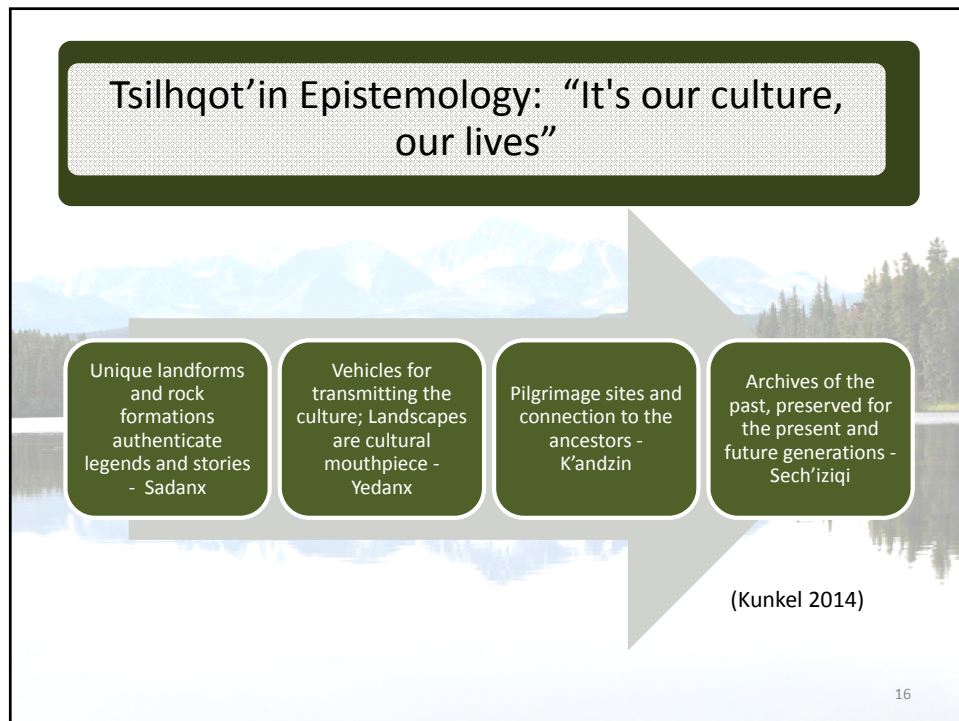 Tsilhqot’in Epistemology:  “It's our culture,
our lives”
Unique landforms
and rock
formations
authenticate
legends and stories
-  Sadanx
Vehicles for
transmitting the
culture; Landscapes
are cultural
mouthpiece -
Yedanx
Pilgrimage sites and
connection to the
ancestors -
K’andzin
Archives of the
past, preserved for
the present and
future generations -
Sech’iziqi
(Kunkel 2014)
16